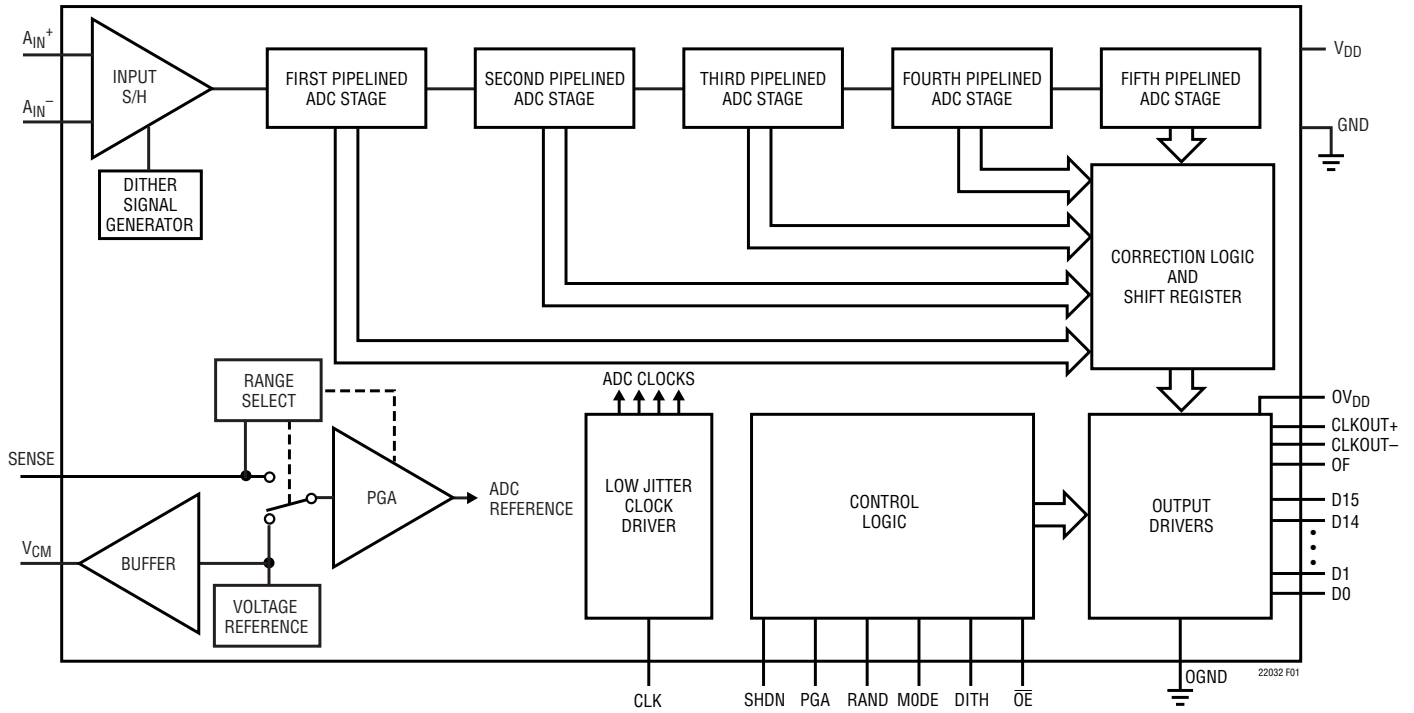 AIN+
AIN−
INPUT
S/H
DITHER
SIGNAL
GENERATOR
FIRST PIPELINED
ADC STAGE
SECOND PIPELINED
ADC STAGE
THIRD PIPELINED
ADC STAGE
FOURTH PIPELINED
ADC STAGE
FIFTH PIPELINED
ADC STAGE
VDD
GND
CORRECTION LOGIC
AND
SHIFT REGISTER
RANGE
SELECT
SENSE
PGA
ADC
REFERENCE
VCM
BUFFER
VOLTAGE
REFERENCE
ADC CLOCKS
LOW JITTER
CLOCK
DRIVER
CONTROL
LOGIC
OUTPUT
DRIVERS
OVDD
CLKOUT+
CLKOUT–
OF
D15
D14
D1
D0
CLK
SHDN
PGA
RAND
MODE
DITH
O̅E̅
OGND
22032 F01